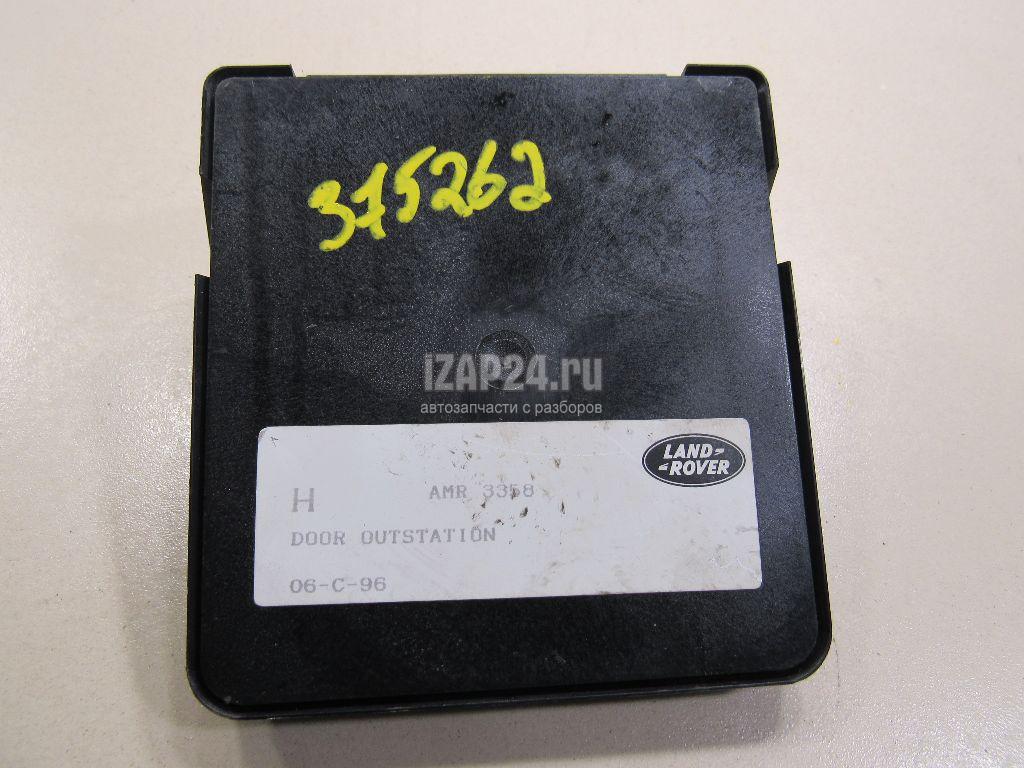 375262
iZAP24.ru
автозапчасти с разборов
LAND-
-ROVER
H AMR 3358
DOOR OUTSTATION
06-C-96